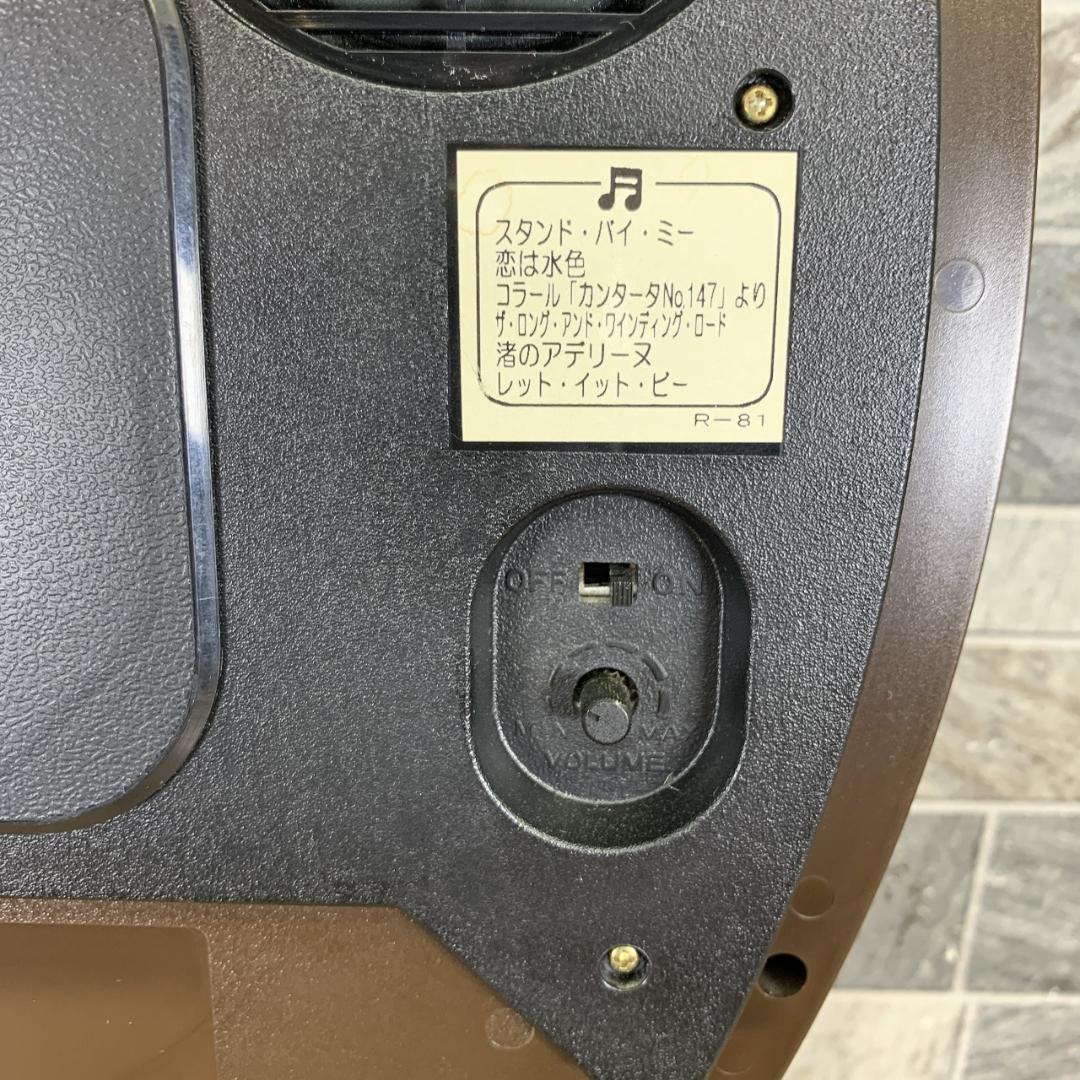 スタンド・バイ・ミー
恋は水色
コラール「カンタータNo.147」より
ザ・ロング・アンド・ワインディング・ロード
渚のアデリーヌ
レット・イット・ビー
R-81
OFF ON
MAX
VOLUME